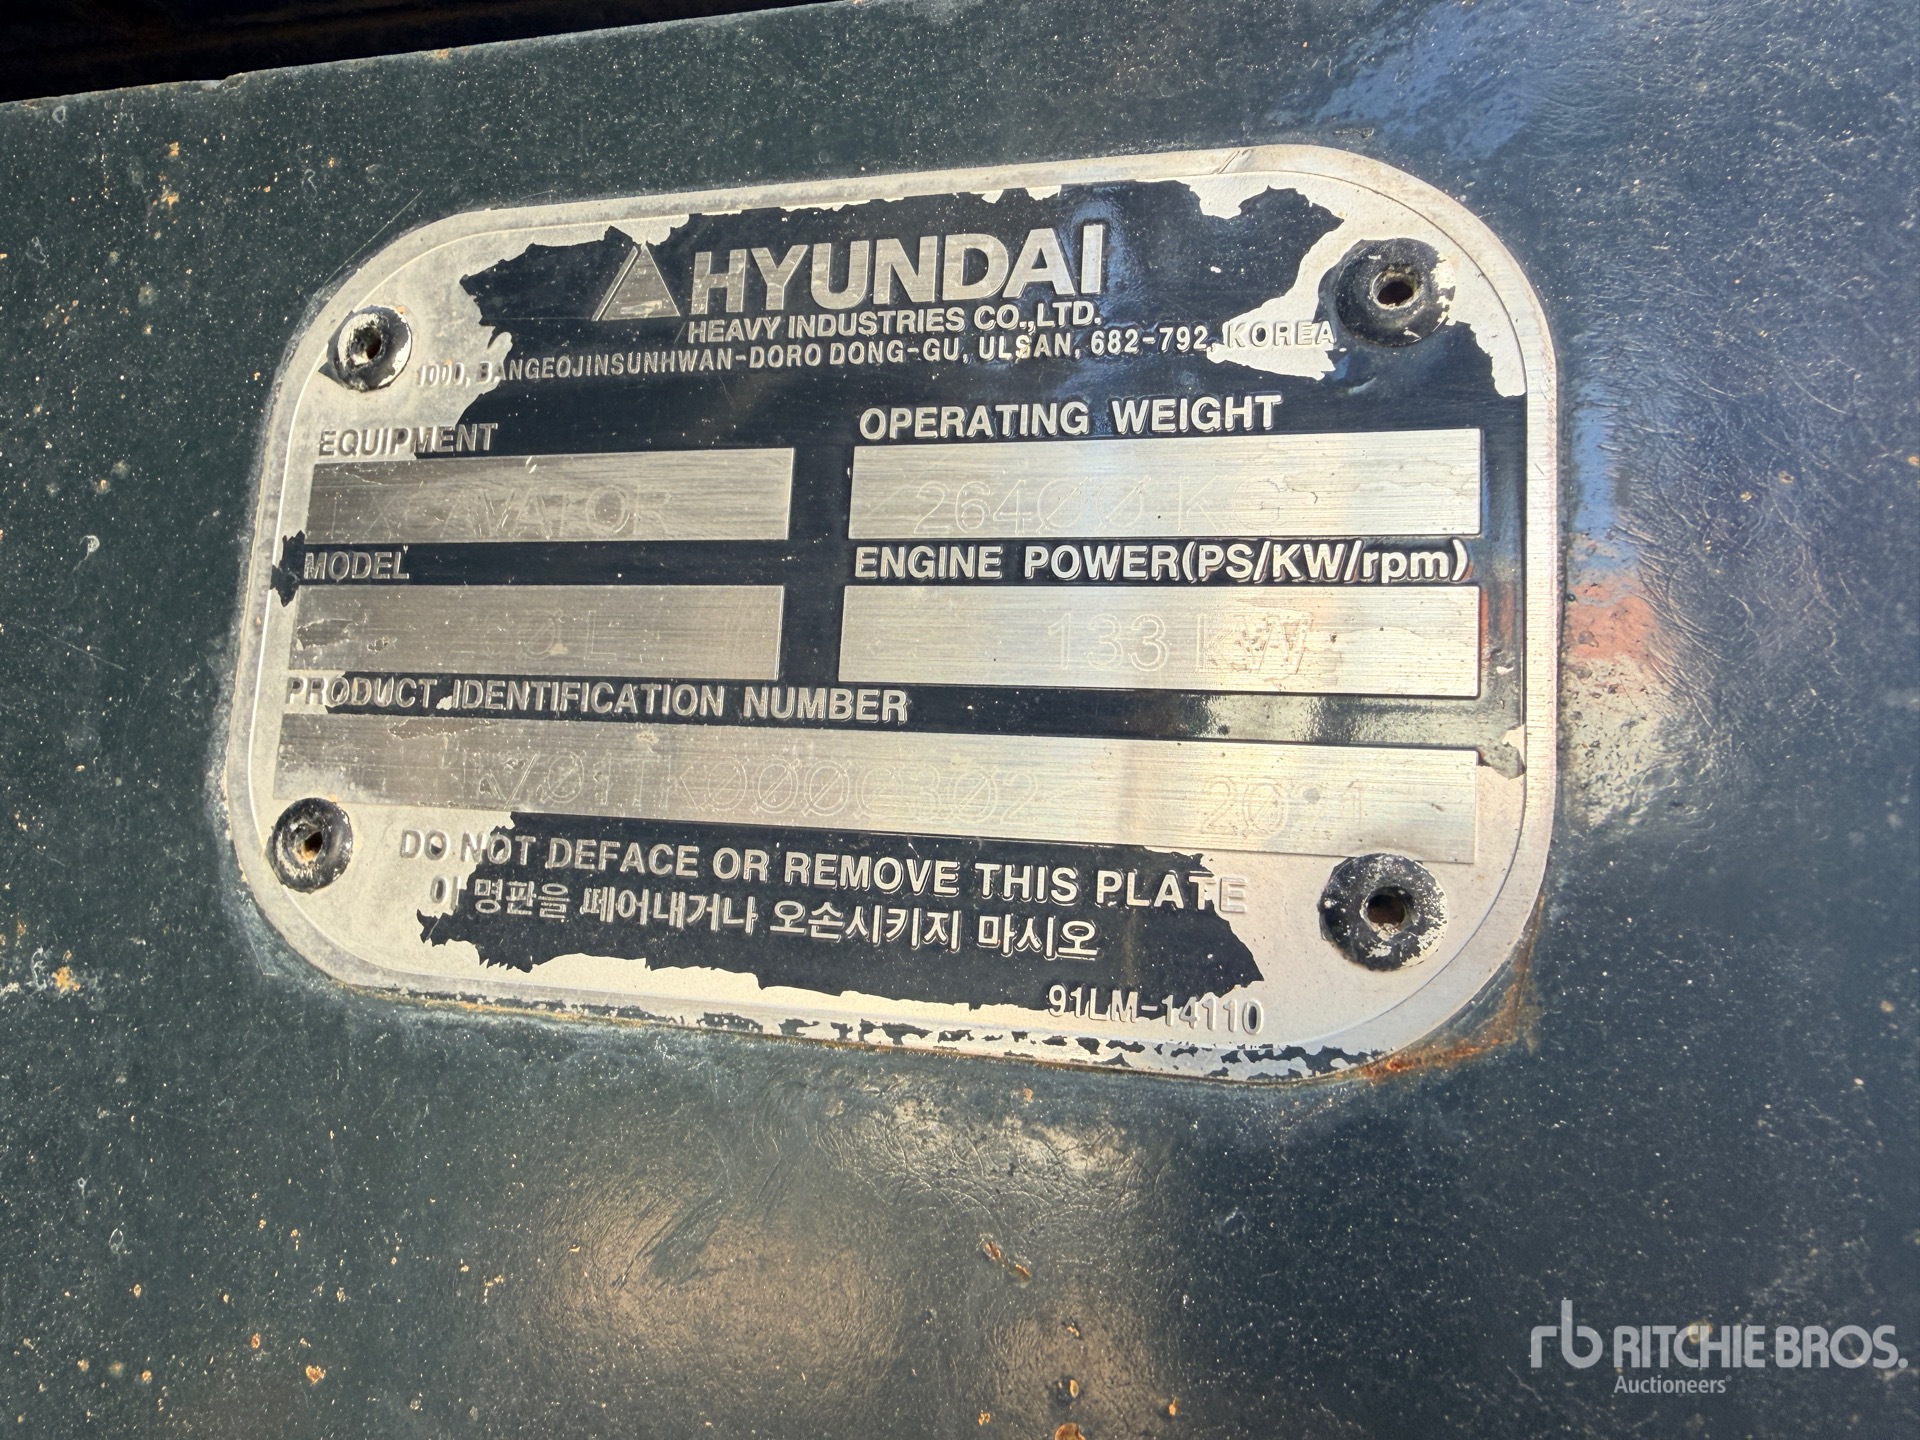 HYUNDAI
HEAVY INDUSTRIES CO.,LTD.
1000, BANGEOJINSUNHWAN-DORO DONG-GU, ULSAN, 682-792, KOREA
EQUIPMENT
OPERATING WEIGHT
EXCAVATOR
26400 KG
MODEL
ENGINE POWER(PS/KW/rpm)
133 KW
PRODUCT IDENTIFICATION NUMBER
DO NOT DEFACE OR REMOVE THIS PLATE
이 명판을 떼어내거나 오손시키지 마시오
91LM-14110
rb RITCHIE BROS.
Auctioneers